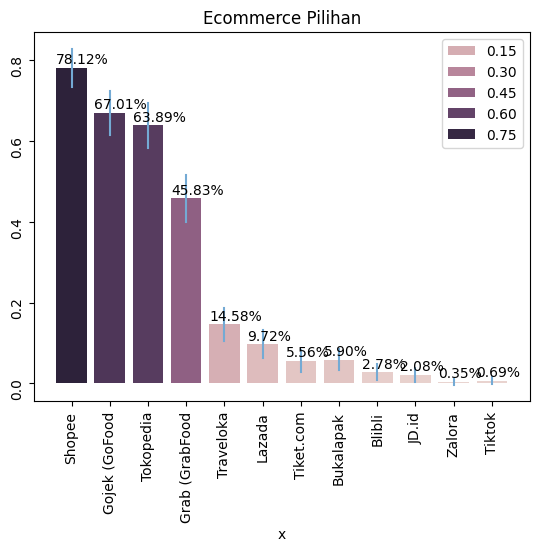 Ecommerce Pilihan
0.15
0.30
0.45
0.60
0.75
0.8
0.6
0.4
0.2
0.0
78.12%
67.01%
63.89%
45.83%
14.58%
9.72%
5.56%
5.90%
2.78%
2.08%
0.35%
0.69%
Shopee
Gojek (GoFood
Tokopedia
Grab (GrabFood
Traveloka
Lazada
Tiket.com
Bukalapak
Blibli
JD.id
Zalora
Tiktok
x